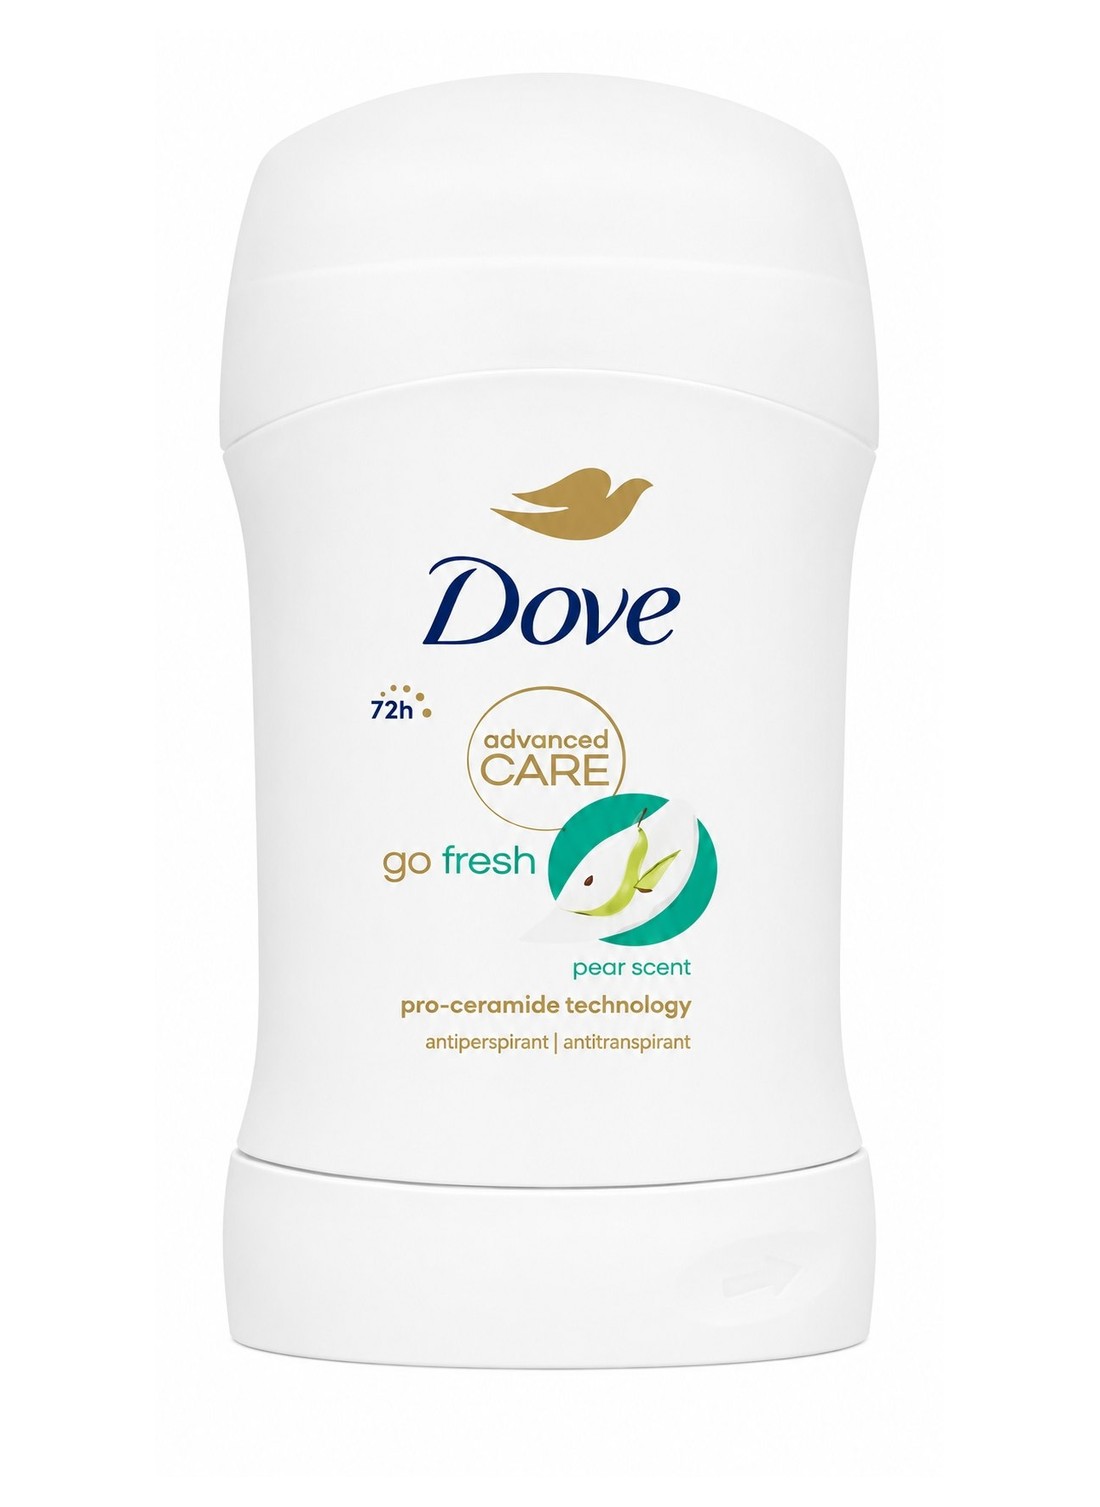 Dove
72h
advanced
CARE
go fresh
pear scent
pro-ceramide technology
antiperspirant | antitranspirant